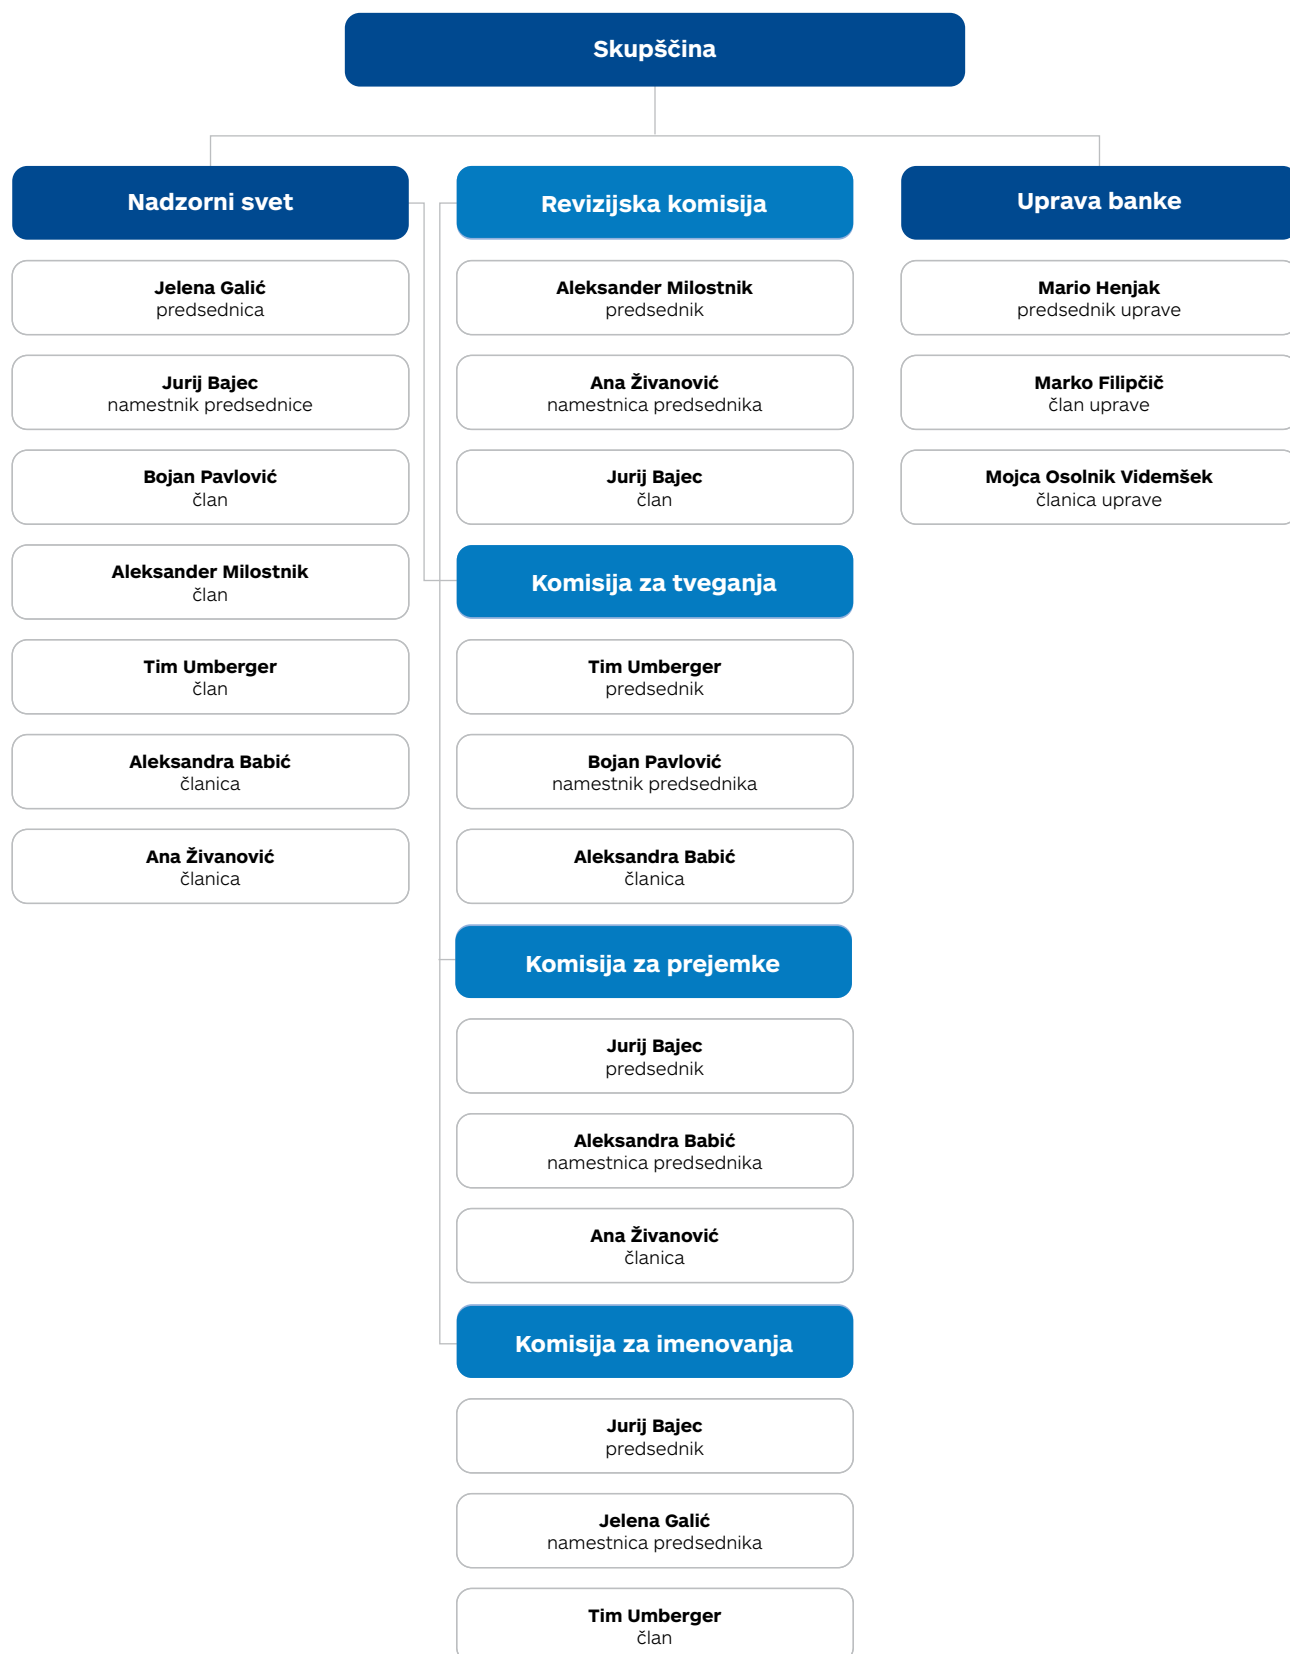 Skupščina
Nadzorni svet
Jelena Galić
predsednica
Jurij Bajec
namestnik predsednice
Bojan Pavlović
član
Aleksander Milostnik
član
Tim Umberger
član
Aleksandra Babić
članica
Ana Živanović
članica
Revizijska komisija
Aleksander Milostnik
predsednik
Ana Živanović
namestnica predsednika
Jurij Bajec
član
Komisija za tveganja
Tim Umberger
predsednik
Bojan Pavlović
namestnik predsednika
Aleksandra Babić
članica
Komisija za prejemke
Jurij Bajec
predsednik
Aleksandra Babić
namestnica predsednika
Ana Živanović
članica
Komisija za imenovanja
Jurij Bajec
predsednik
Jelena Galić
namestnica predsednika
Tim Umberger
član
Uprava banke
Mario Henjak
predsednik uprave
Marko Filipčič
član uprave
Mojca Osolnik Videmšek
članica uprave